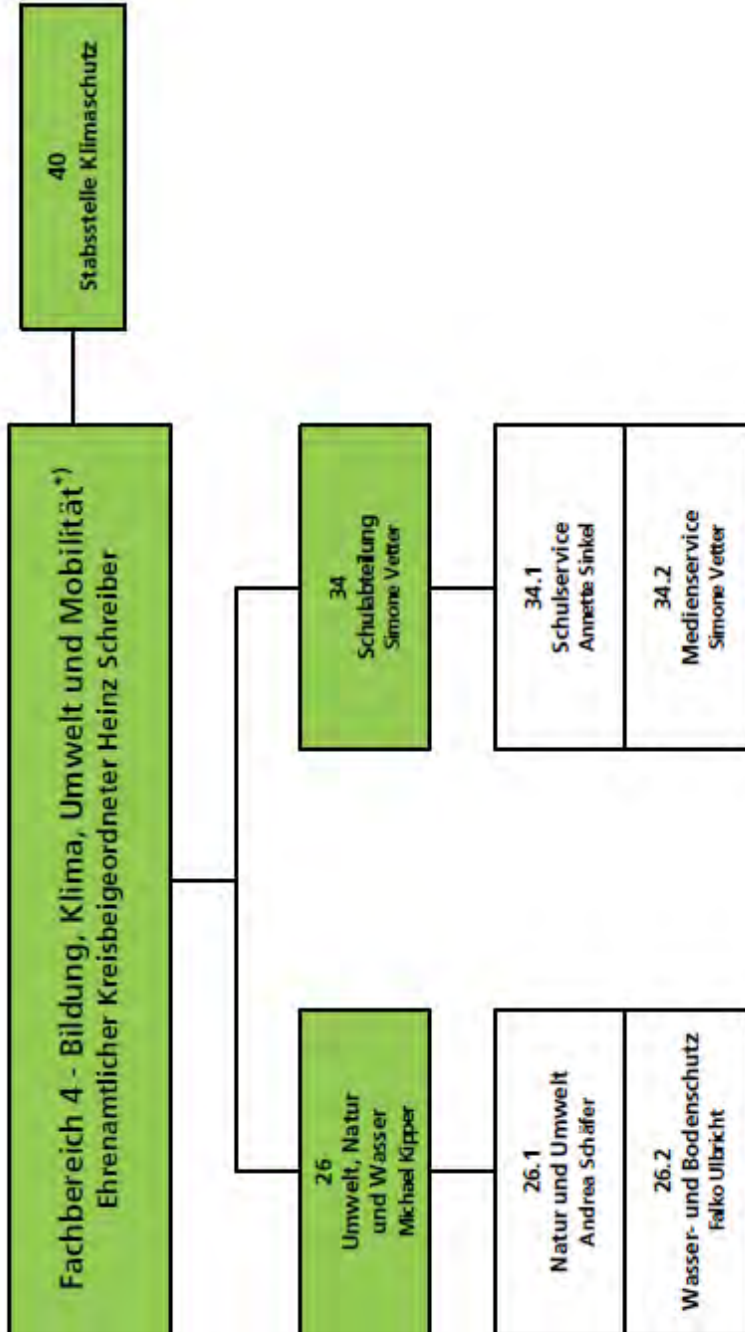 Fachbereich 4 - Bildung, Klima, Umwelt und Mobilität*)
Ehrenamtlicher Kreisbeigeordneter Heinz Schreiber
40
Stabsstelle Klimaschutz
26
Umwelt, Natur
und Wasser
Michael Kipper
34
Schulabteilung
Simone Vetter
26.1
Natur und Umwelt
Andrea Schäfer
26.2
Wasser- und Bodenschutz
Falko Ulbricht
34.1
Schulservice
Annette Sinkel
34.2
Medienservice
Simone Vetter